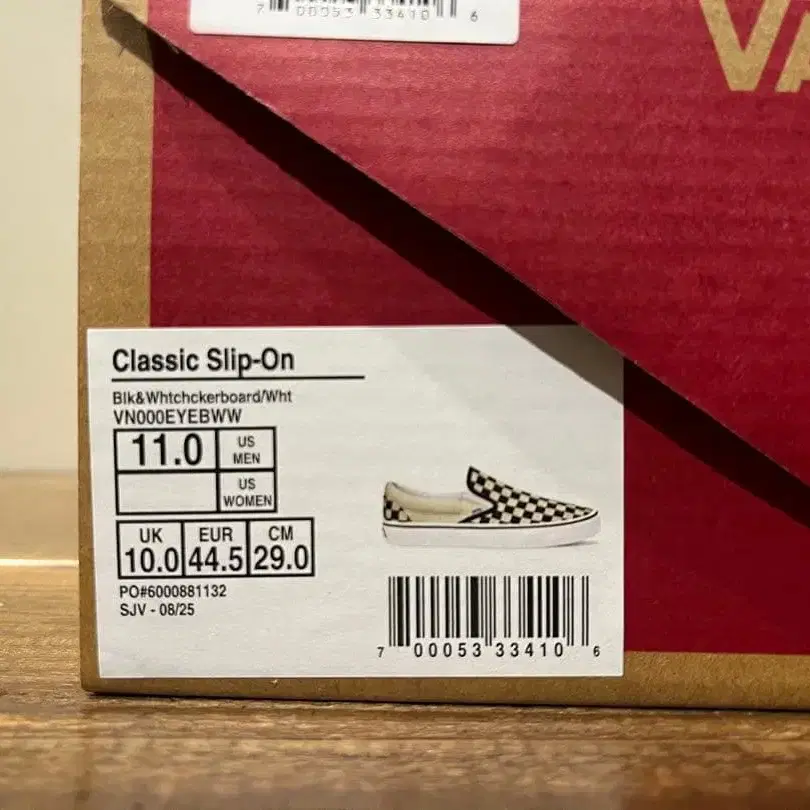 7 00053 33410 6
VA
Classic Slip-On
Blk&Whtchckerboard/Wht
VN000EYEBWW
11.0 US MEN
US WOMEN
UK EUR CM
10.0 44.5 29.0
PO#6000881132
SJV - 08/25
7 00053 33410 6